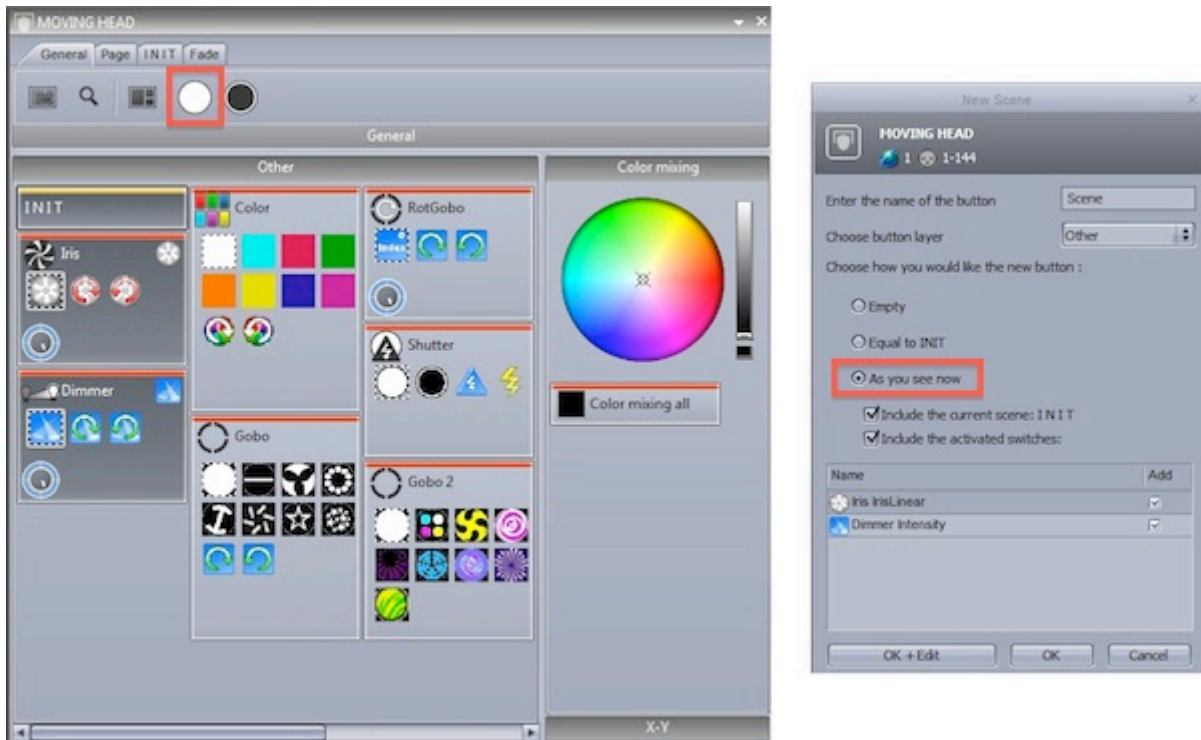 MOVING HEAD
General Page INIT Fade
General
Other
Color mixing
INIT
Iris
Dimmer
Color
Gobo
RotGobo
Index
Shutter
Gobo 2
Color mixing all
X-Y
New Scene
MOVING HEAD
1 1-144
Enter the name of the button Scene
Choose button layer Other
Choose how you would like the new button :
Empty
Equal to INIT
As you see now
Include the current scene: I N I T
Include the activated switches:
Name Add
Iris IrisLinear
Dimmer Intensity
OK + Edit OK Cancel